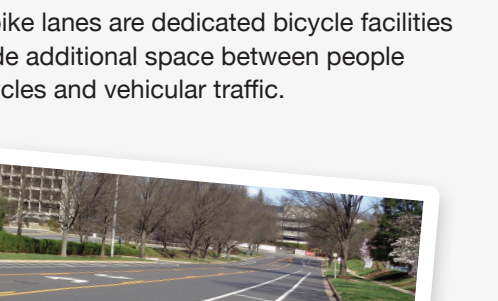 bike lanes are dedicated bicycle facilities
de additional space between people
cles and vehicular traffic.